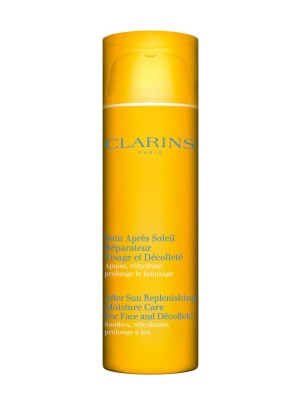 CLARINS
PARIS
Soin Après Soleil
Réparateur
Visage et Décolleté
Apaise, réhydrate,
prolonge le bronzage
After Sun Replenishing
Moisture Care
For Face and Décolleté
Soothes, rehydrates,
prolongs a tan